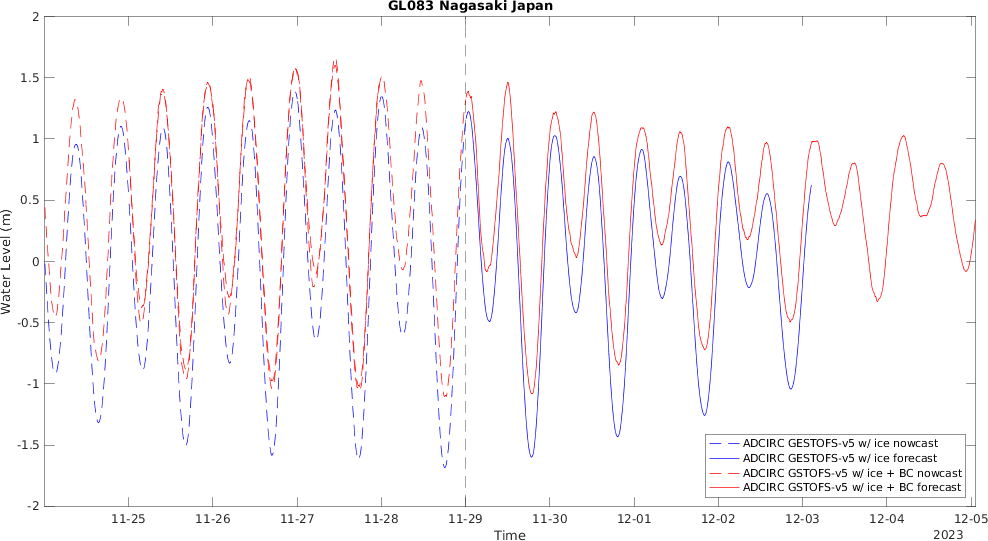 GL083 Nagasaki Japan
2
1.5
1
0.5
0
-0.5
-1
-1.5
-2
Water Level (m)
ADCIRC GESTOFS-v5 w/ ice nowcast
ADCIRC GESTOFS-v5 w/ ice forecast
ADCIRC GSTOFS-v5 w/ ice + BC nowcast
ADCIRC GSTOFS-v5 w/ ice + BC forecast
11-25 11-26 11-27 11-28 11-29 11-30 12-01 12-02 12-03 12-04 12-05
Time
2023